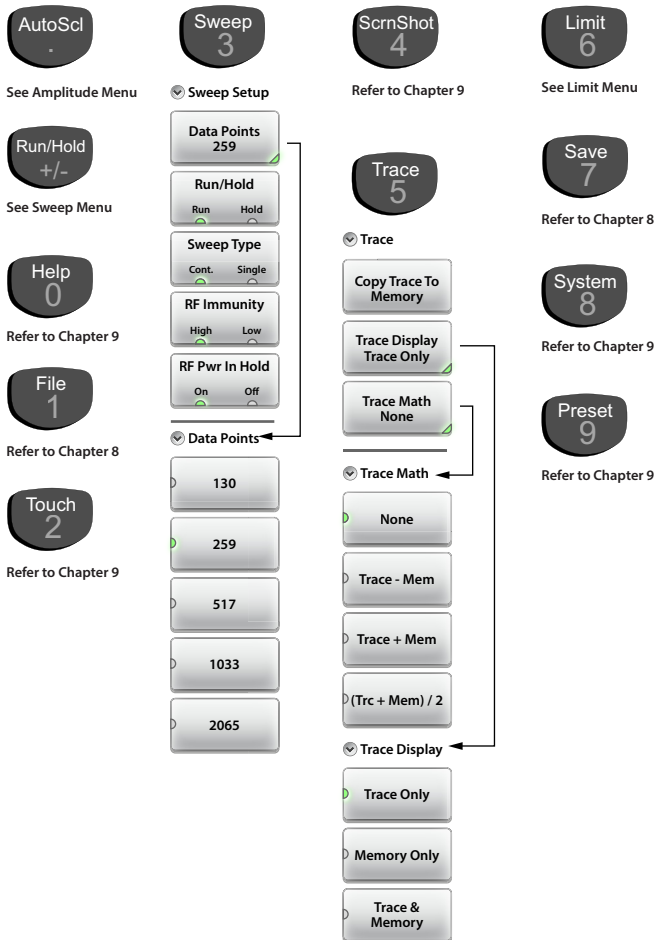 AutoScl
.
See Amplitude Menu
Run/Hold
+/-
See Sweep Menu
Help
0
Refer to Chapter 9
File
1
Refer to Chapter 8
Touch
2
Refer to Chapter 9
Sweep
3
Sweep Setup
Data Points
259
Run/Hold
Run Hold
Sweep Type
Cont. Single
RF Immunity
High Low
RF Pwr In Hold
On Off
Data Points
130
259
517
1033
2065
ScrnShot
4
Refer to Chapter 9
Trace
5
Trace
Copy Trace To
Memory
Trace Display
Trace Only
Trace Math
None
Trace Math
None
Trace - Mem
Trace + Mem
(Trc + Mem) / 2
Trace Display
Trace Only
Memory Only
Trace &
Memory
Limit
6
See Limit Menu
Save
7
Refer to Chapter 8
System
8
Refer to Chapter 9
Preset
9
Refer to Chapter 9